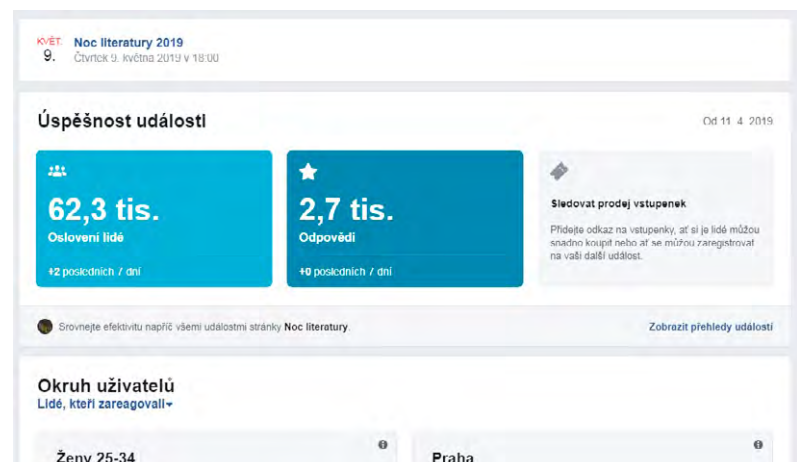 KVĚT.
9.
Noc literatury 2019
Čtvrtek 9. května 2019 v 18:00
Úspěšnost události
Od 11. 4. 2019
62,3 tis.
Oslovení lidé
+2 posledních 7 dní
2,7 tis.
Odpovědi
+0 posledních 7 dní
Sledovat prodej vstupenek
Přidejte odkaz na vstupenky, ať si je lidé můžou
snadno koupit nebo ať se můžou zaregistrovat
na vaši další událost.
Srovnejte efektivitu napříč všemi událostmi stránky Noc literatury.
Zobrazit přehledy událostí
Okruh uživatelů
Lidé, kteří zareagovali
Ženy 25-34
Praha